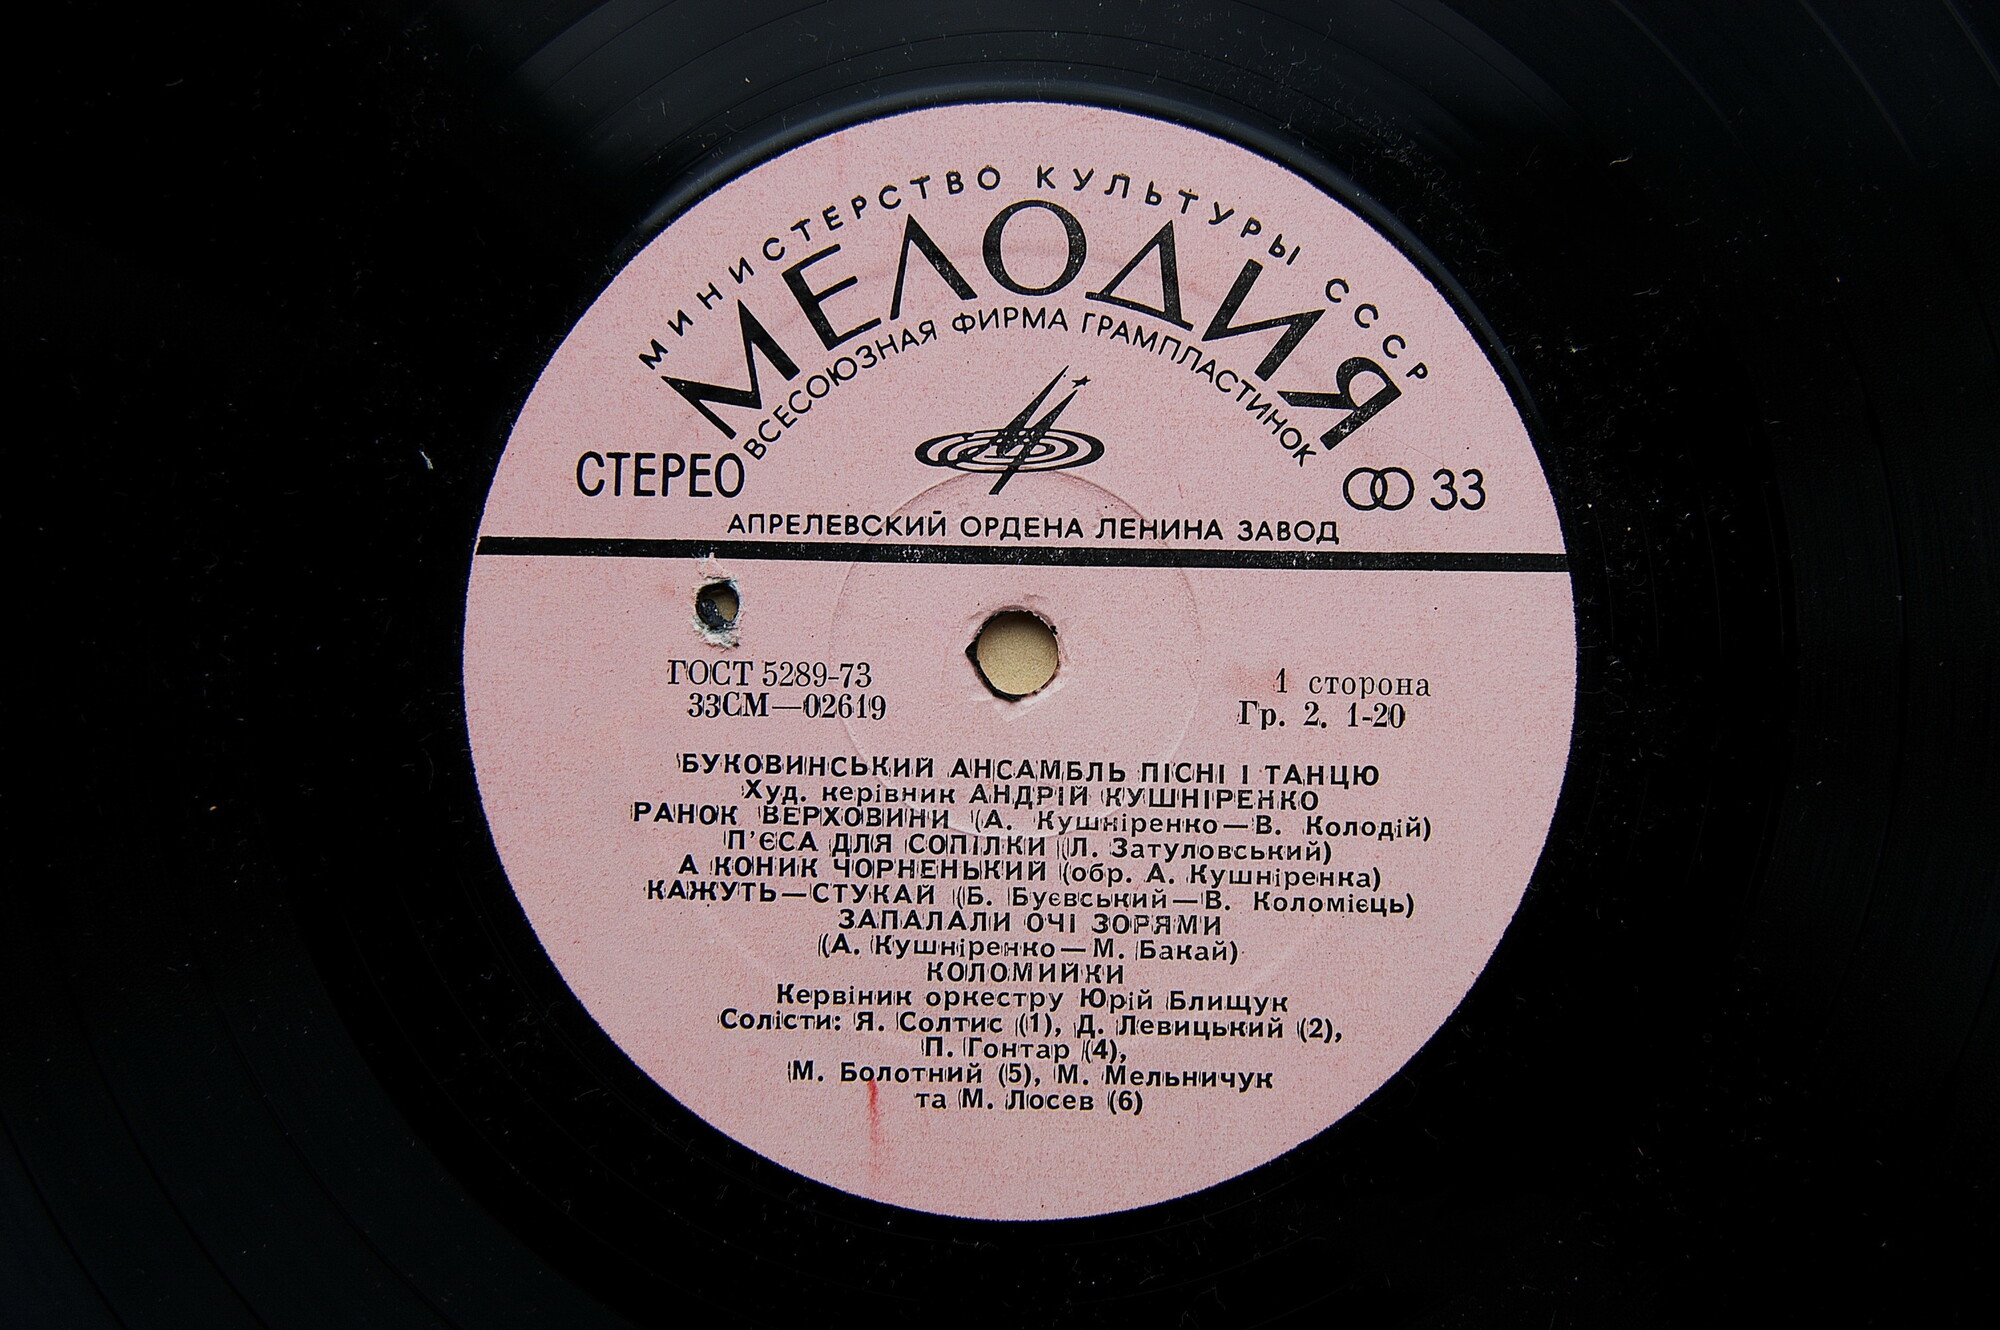 МИНИСТЕРСТВО КУЛЬТУРЫ СССР
МЕЛОДИЯ
ВСЕСОЮЗНАЯ ФИРМА ГРАМПЛАСТИНОК
СТЕРЕО
33
АПРЕЛЕВСКИЙ ОРДЕНА ЛЕНИНА ЗАВОД
ГОСТ 5289-73
33СМ—02619
1 сторона
Гр. 2. 1-20
БУКОВИНСЬКИЙ АНСАМБЛЬ ПІСНІ І ТАНЦЮ
Худ. керівник АНДРІЙ КУШНІРЕНКО
РАНОК ВЕРХОВИНИ (А. Кушніренко—В. Колодій)
П'ЄСА ДЛЯ СОПІЛКИ (Л. Затуловський)
А КОНИК ЧОРНЕНЬКИЙ (обр. А. Кушніренка)
КАЖУТЬ—СТУКАЙ (Б. Буєвський—В. Коломієць)
ЗАПАЛАЛИ ОЧІ ЗОРЯМИ
(А. Кушніренко—М. Бакай)
КОЛОМИЙКИ
Кервіник оркестру Юрій Блищук
Солісти: Я. Солтис (1), Д. Левицький (2),
П. Гонтар (4),
М. Болотний (5), М. Мельничук
та М. Лосев (6)